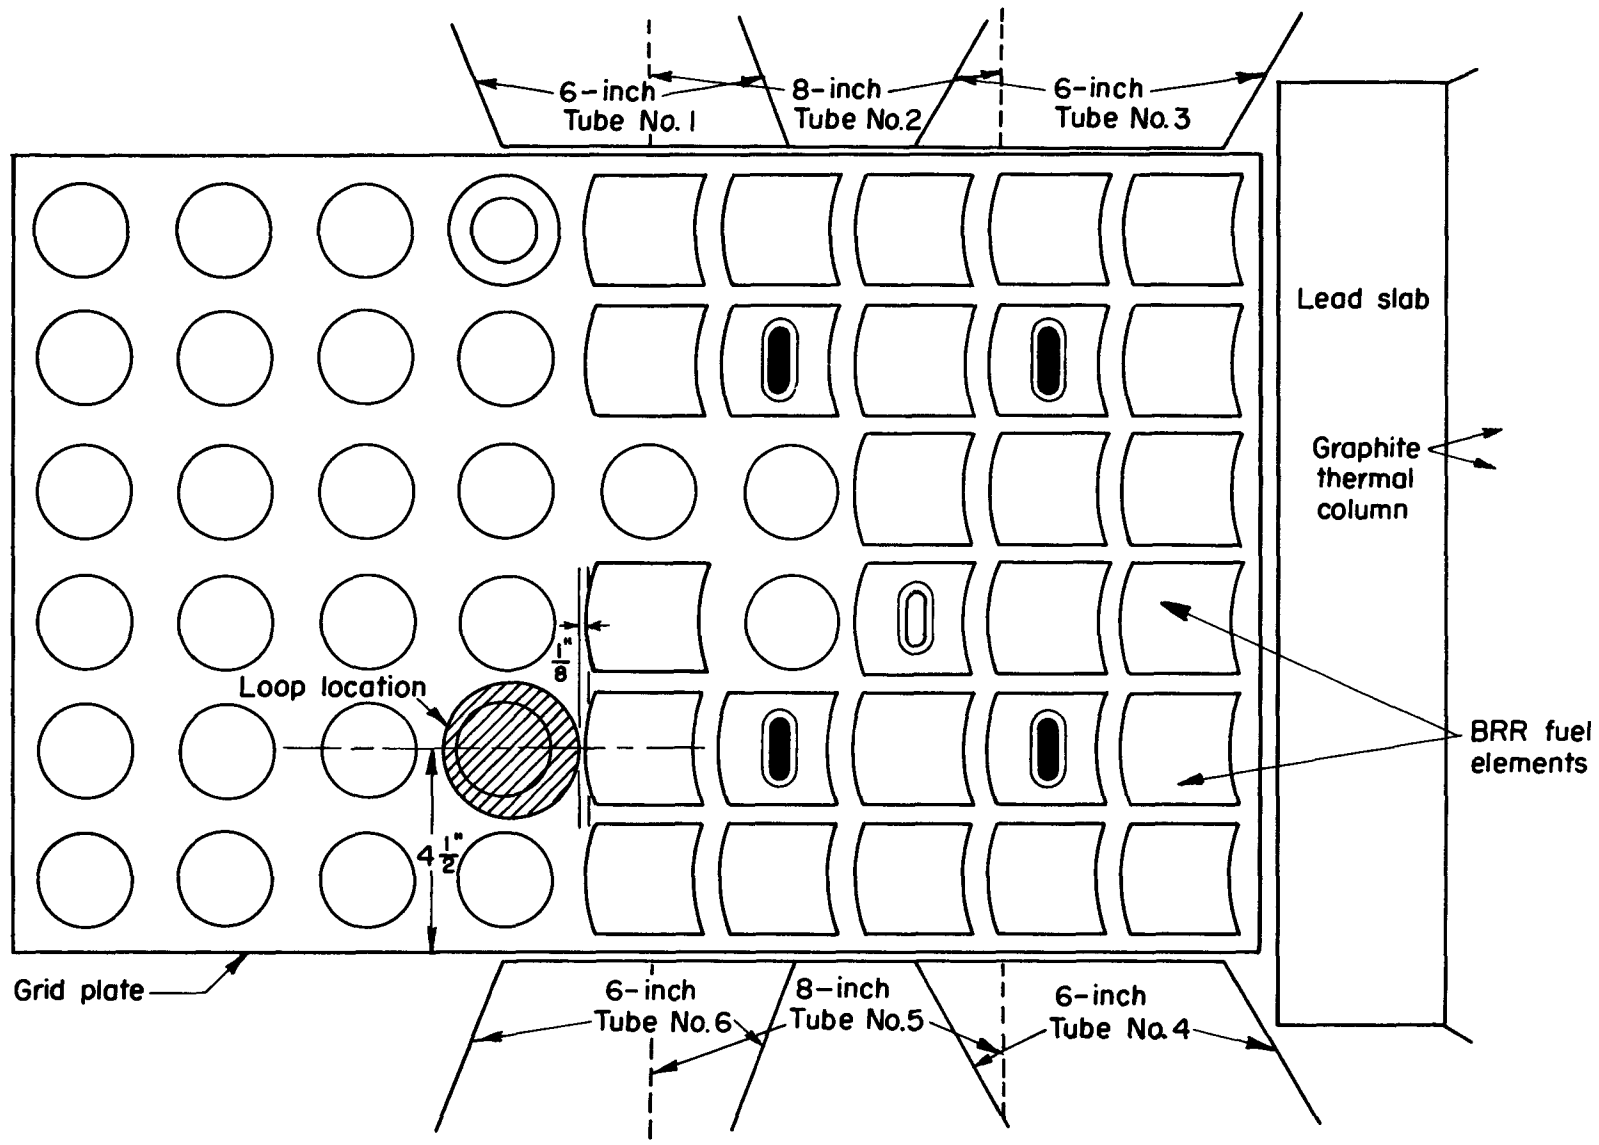 6-inch
Tube No. 1
8-inch
Tube No.2
6-inch
Tube No. 3
Lead slab
Graphite
thermal
column
1/8"
Loop location
BRR fuel
elements
4 1/2"
Grid plate
6-inch
Tube No. 6
8-inch
Tube No. 5
6-inch
Tube No. 4